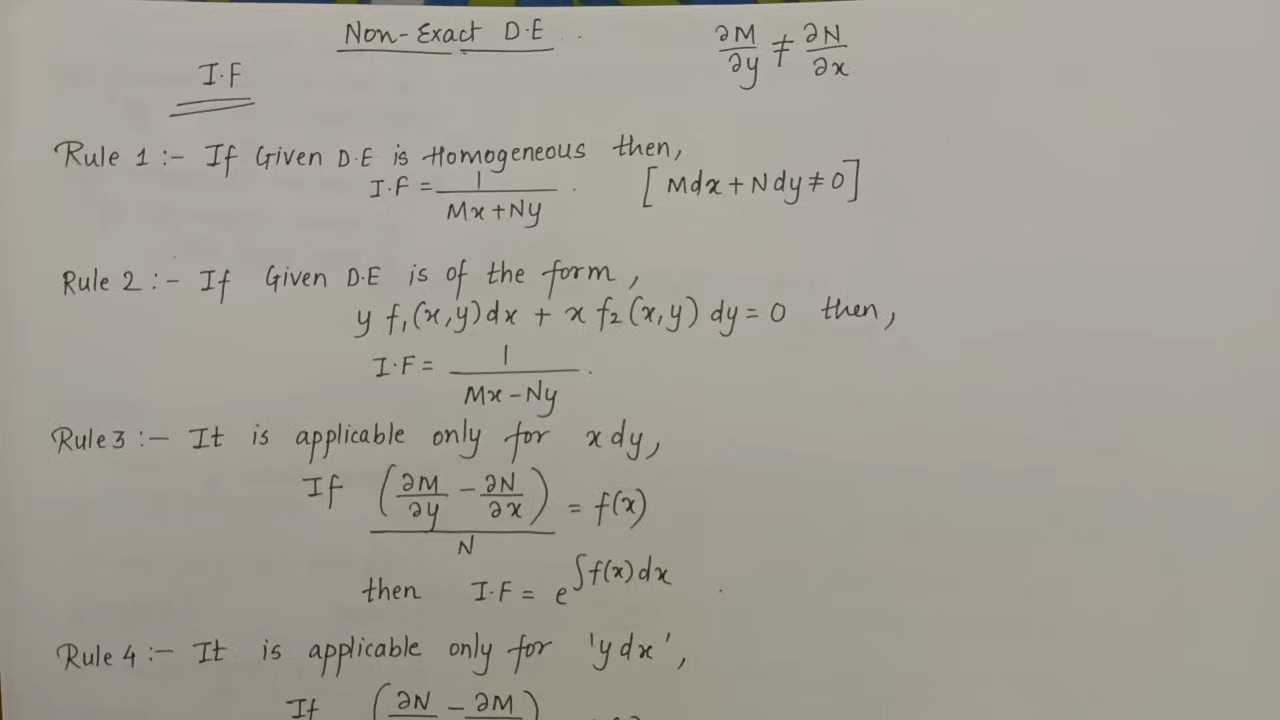 Non-Exact D.E
∂M/∂y ≠ ∂N/∂x
I.F
Rule 1 :- If Given D.E is Homogeneous then,
I.F = 1/(Mx + Ny) . [Mdx + Ndy ≠ 0]
Rule 2 :- If Given D.E is of the form,
y f₁(x,y) dx + x f₂(x,y) dy = 0 then,
I.F = 1/(Mx - Ny) .
Rule 3 :- It is applicable only for x dy,
If (∂M/∂y - ∂N/∂x)/N = f(x)
then I.F = e^∫f(x)dx .
Rule 4 :- It is applicable only for 'y dx',
If (∂N - ∂M)